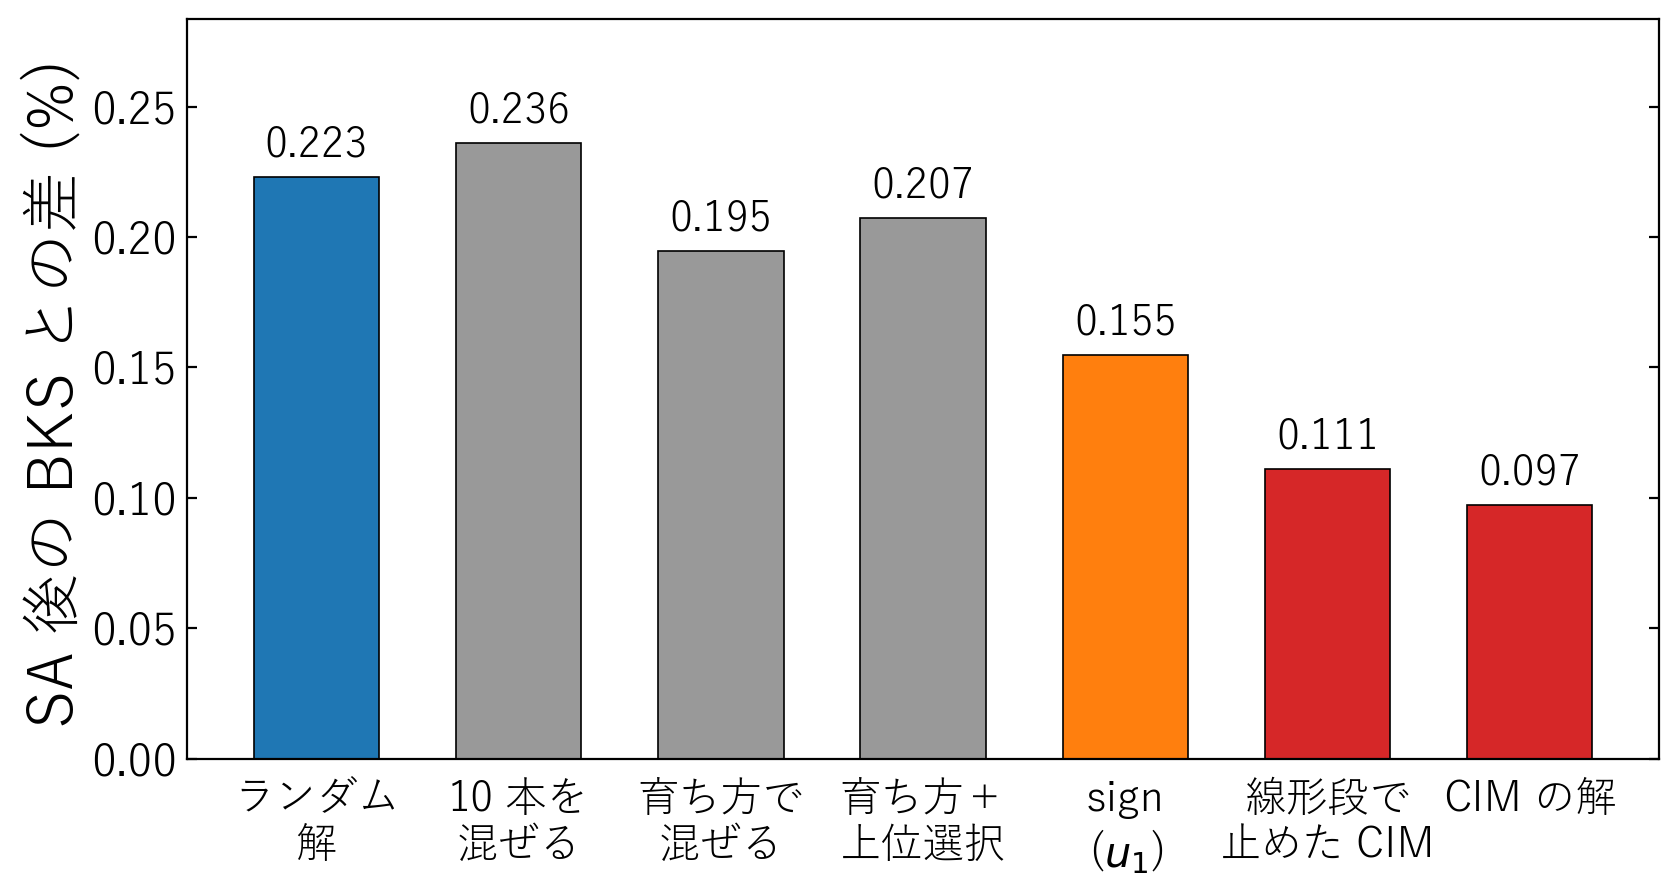 SA 後の BKS との差 (%)
0.25
0.20
0.15
0.10
0.05
0.00
0.223
0.236
0.195
0.207
0.155
0.111
0.097
ランダム
解
10 本を
混ぜる
育ち方で
混ぜる
育ち方＋
上位選択
sign
(u₁)
線形段で
止めた CIM
CIM の解